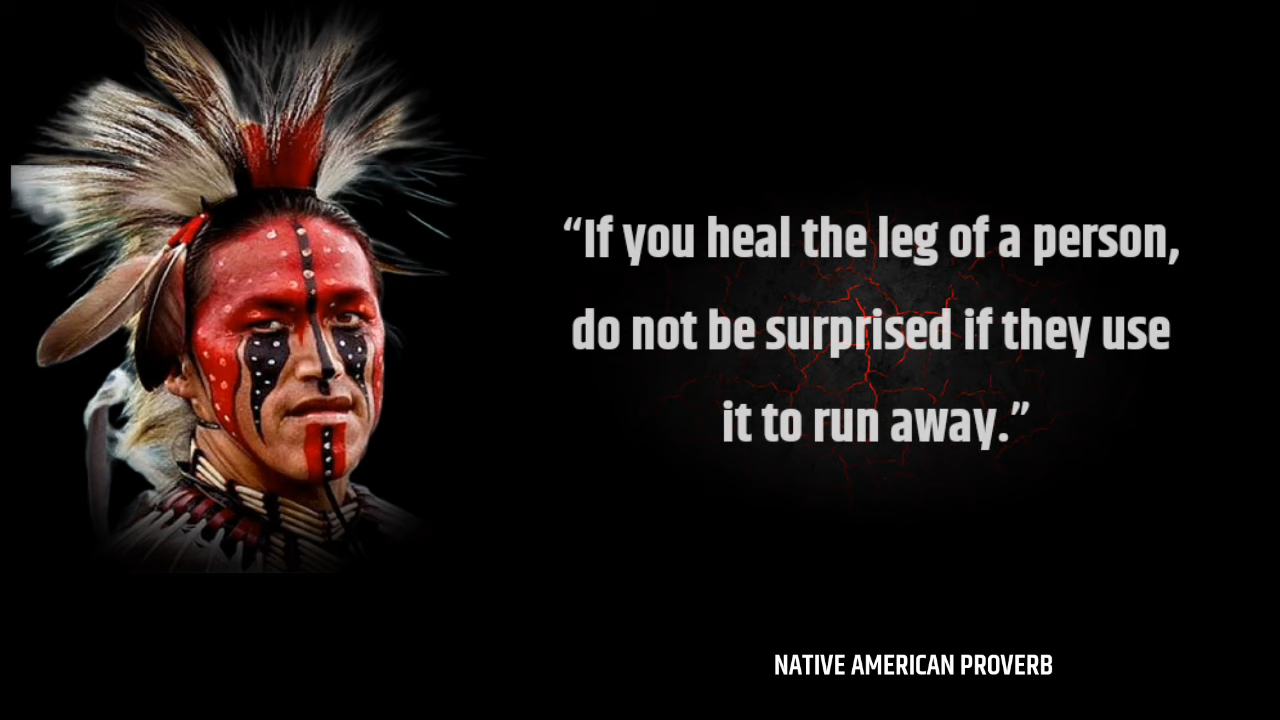 “If you heal the leg of a person,
do not be surprised if they use
it to run away.”
NATIVE AMERICAN PROVERB